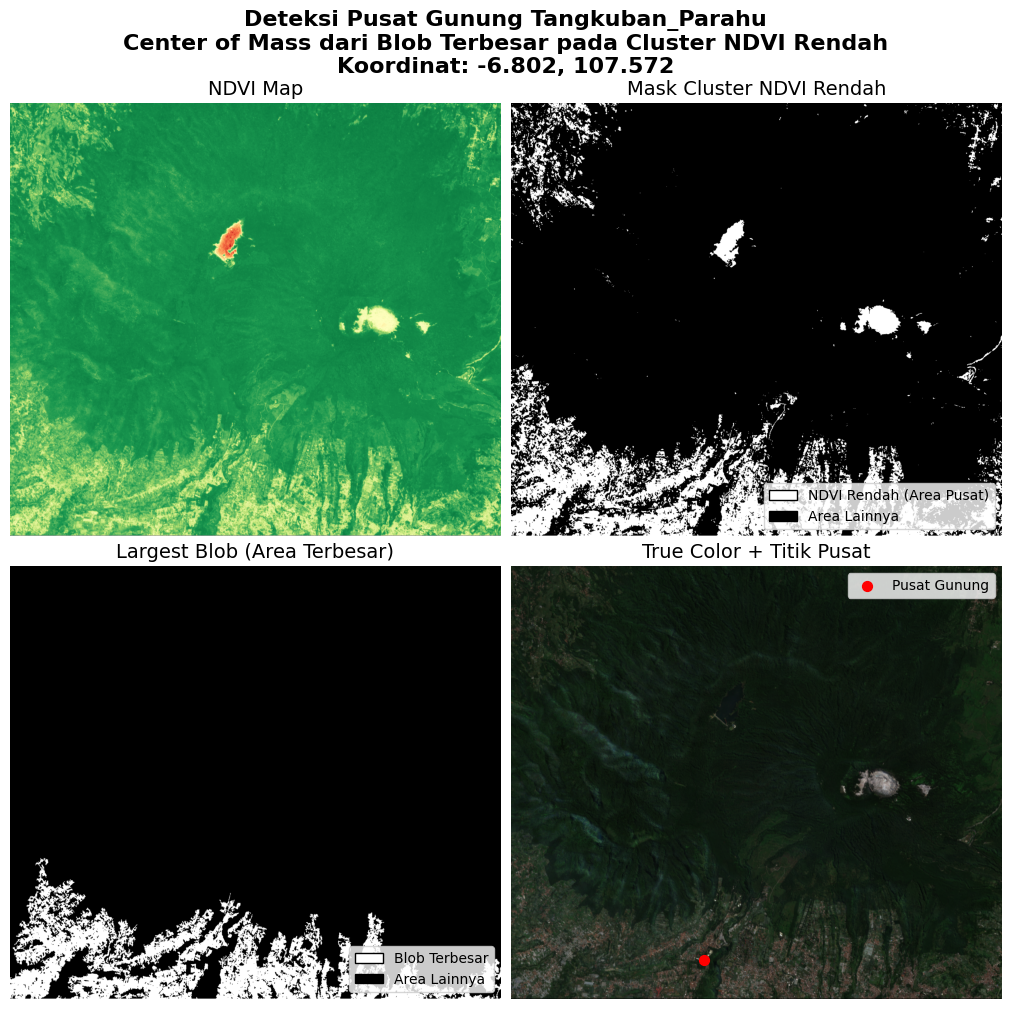 Deteksi Pusat Gunung Tangkuban_Parahu
Center of Mass dari Blob Terbesar pada Cluster NDVI Rendah
Koordinat: -6.802, 107.572
NDVI Map
Mask Cluster NDVI Rendah
NDVI Rendah (Area Pusat)
Area Lainnya
Largest Blob (Area Terbesar)
True Color + Titik Pusat
Blob Terbesar
Area Lainnya
Pusat Gunung